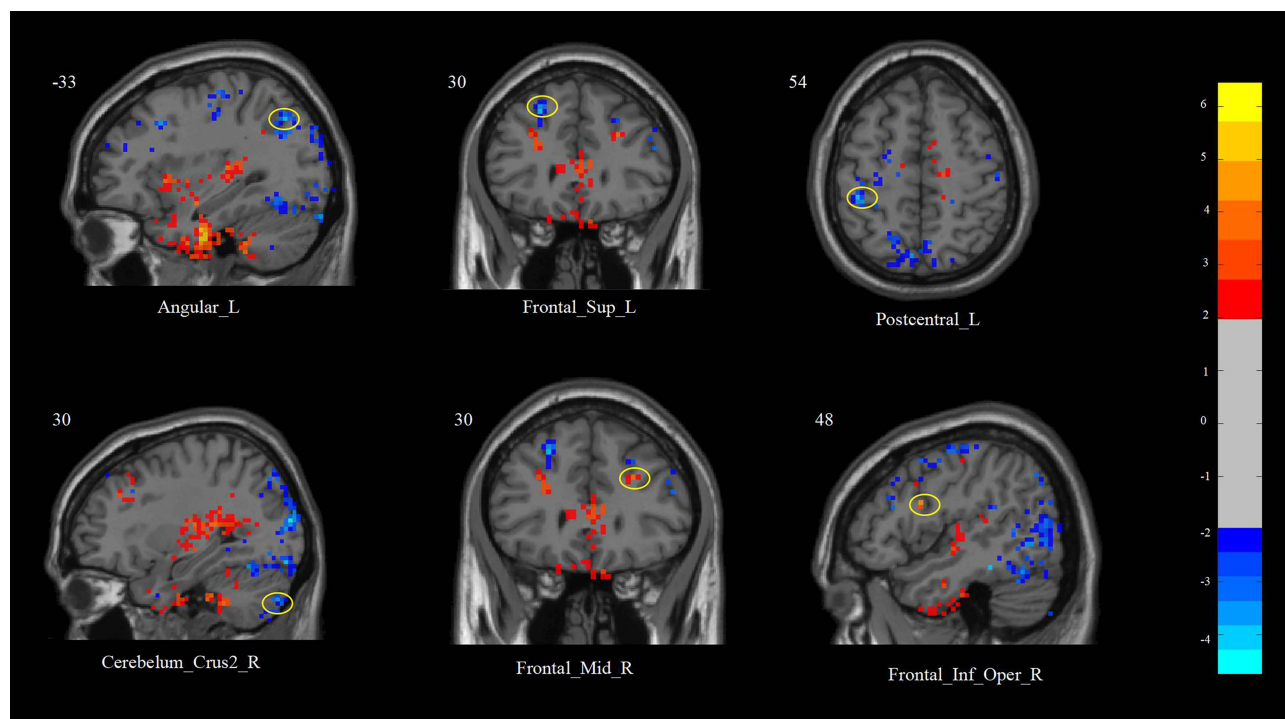 -33
30
54
Angular_L
Frontal_Sup_L
Postcentral_L
30
30
48
Cerebelum_Crus2_R
Frontal_Mid_R
Frontal_Inf_Oper_R
6
5
4
3
2
1
0
-1
-2
-3
-4